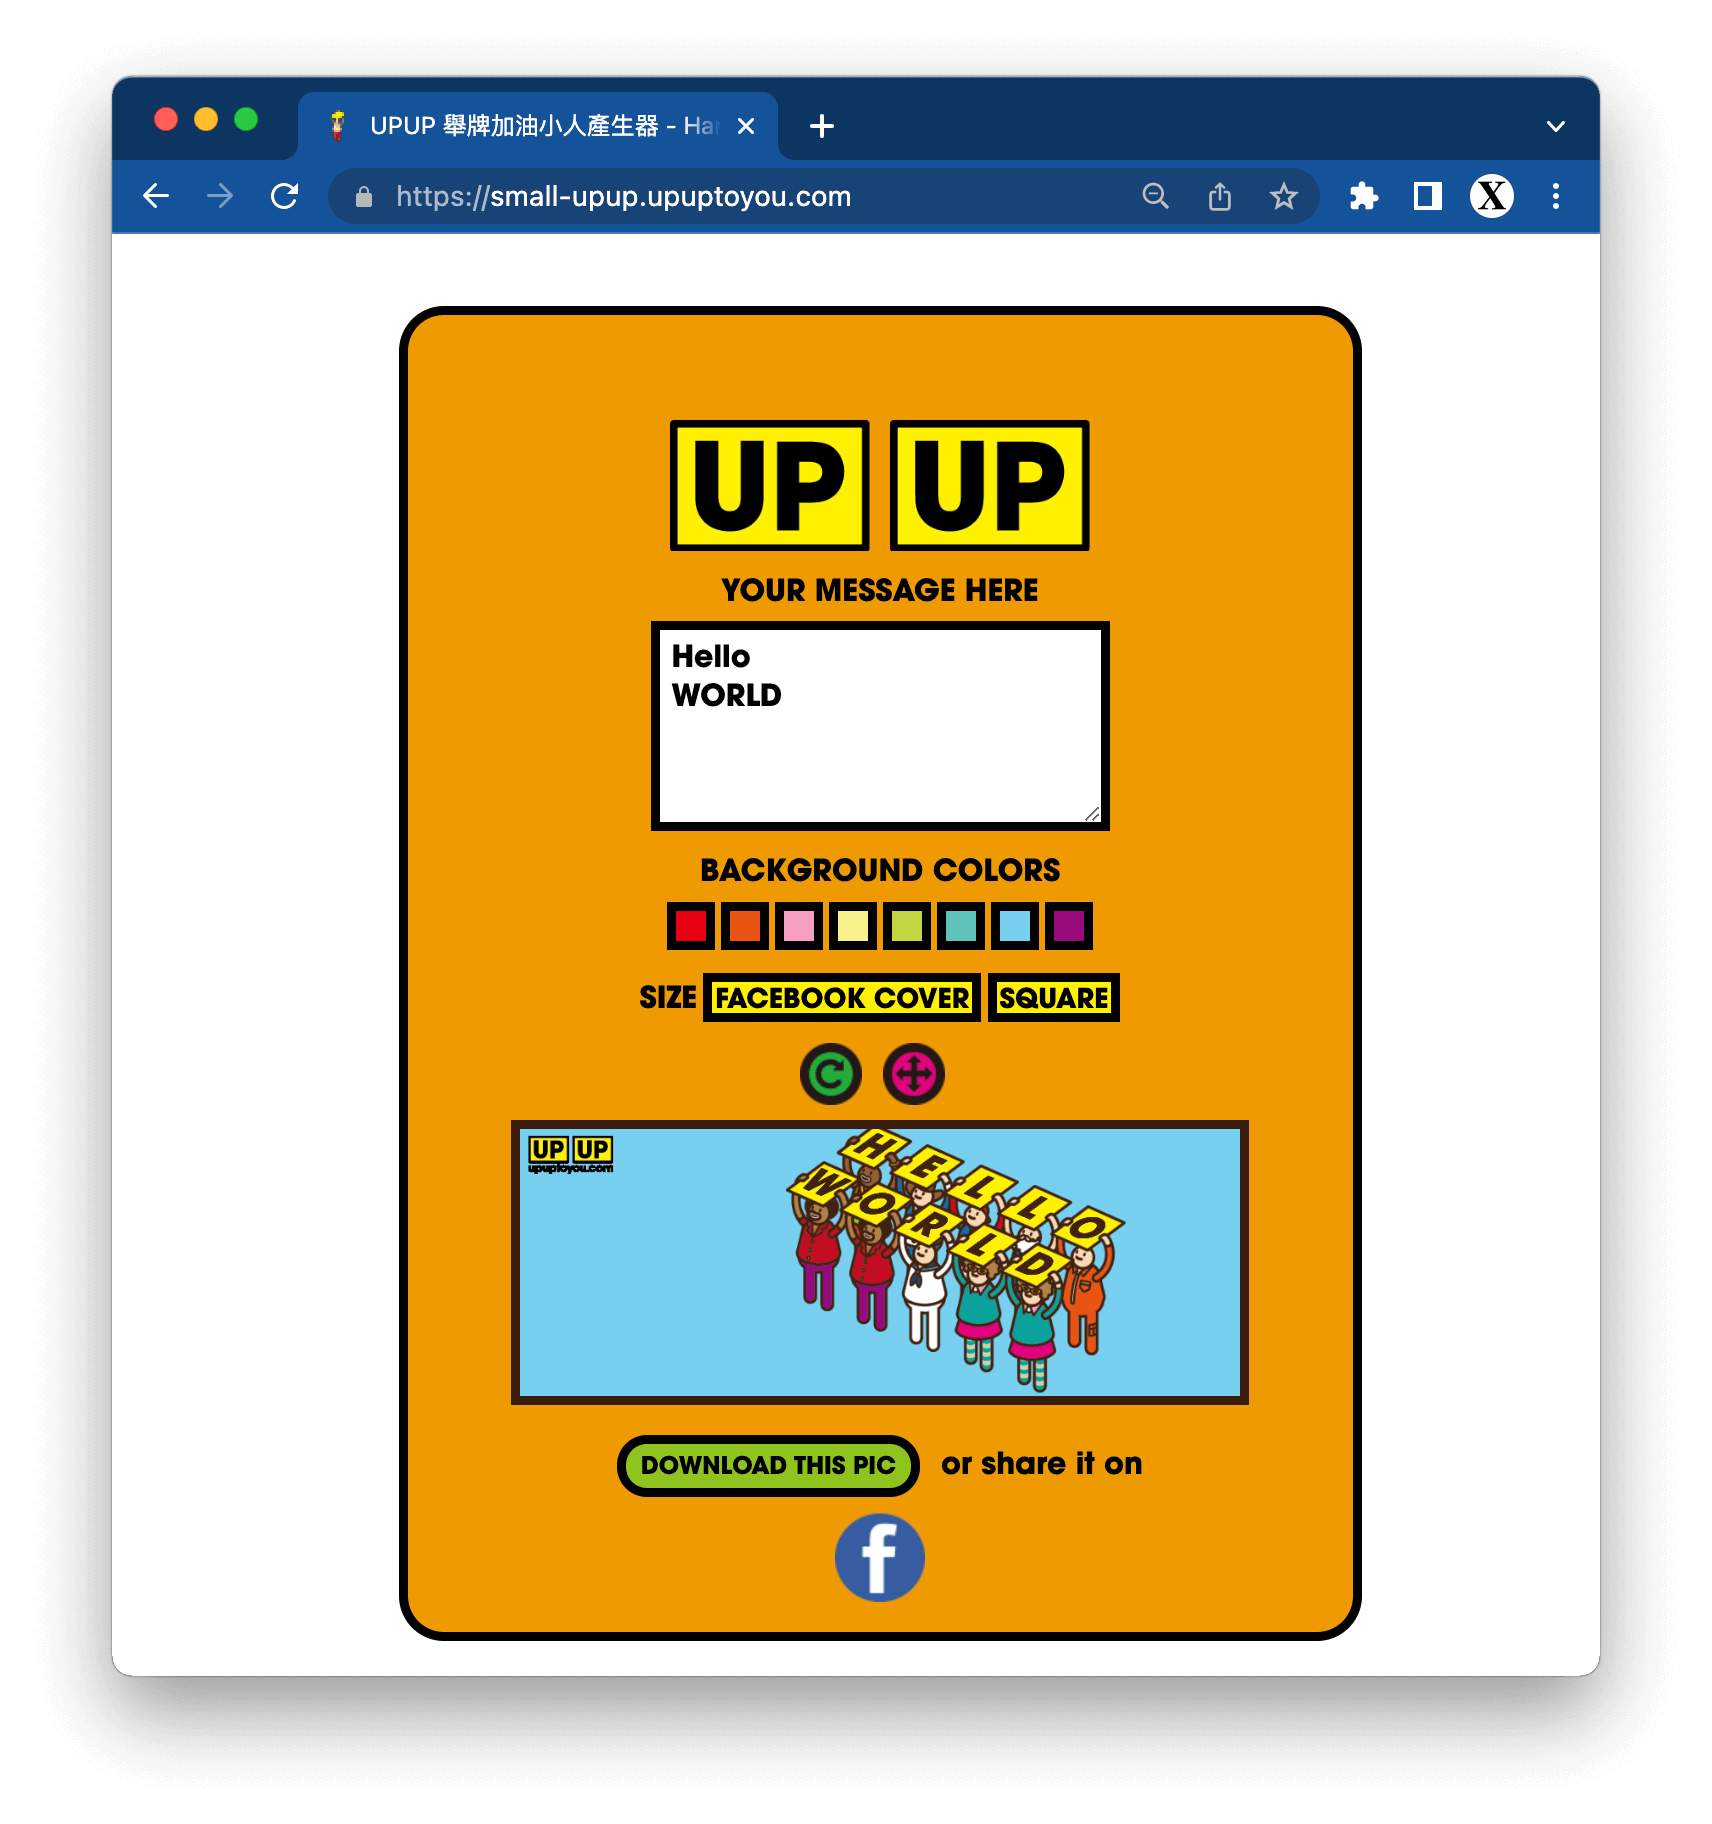 UPUP 舉牌加油小人產生器 - Har
https://small-upup.upuptoyou.com
X
UP UP
YOUR MESSAGE HERE
Hello
WORLD
BACKGROUND COLORS
SIZE FACEBOOK COVER SQUARE
UP UP
upuptoyou.com
HELLO
WORLD
DOWNLOAD THIS PIC or share it on
f